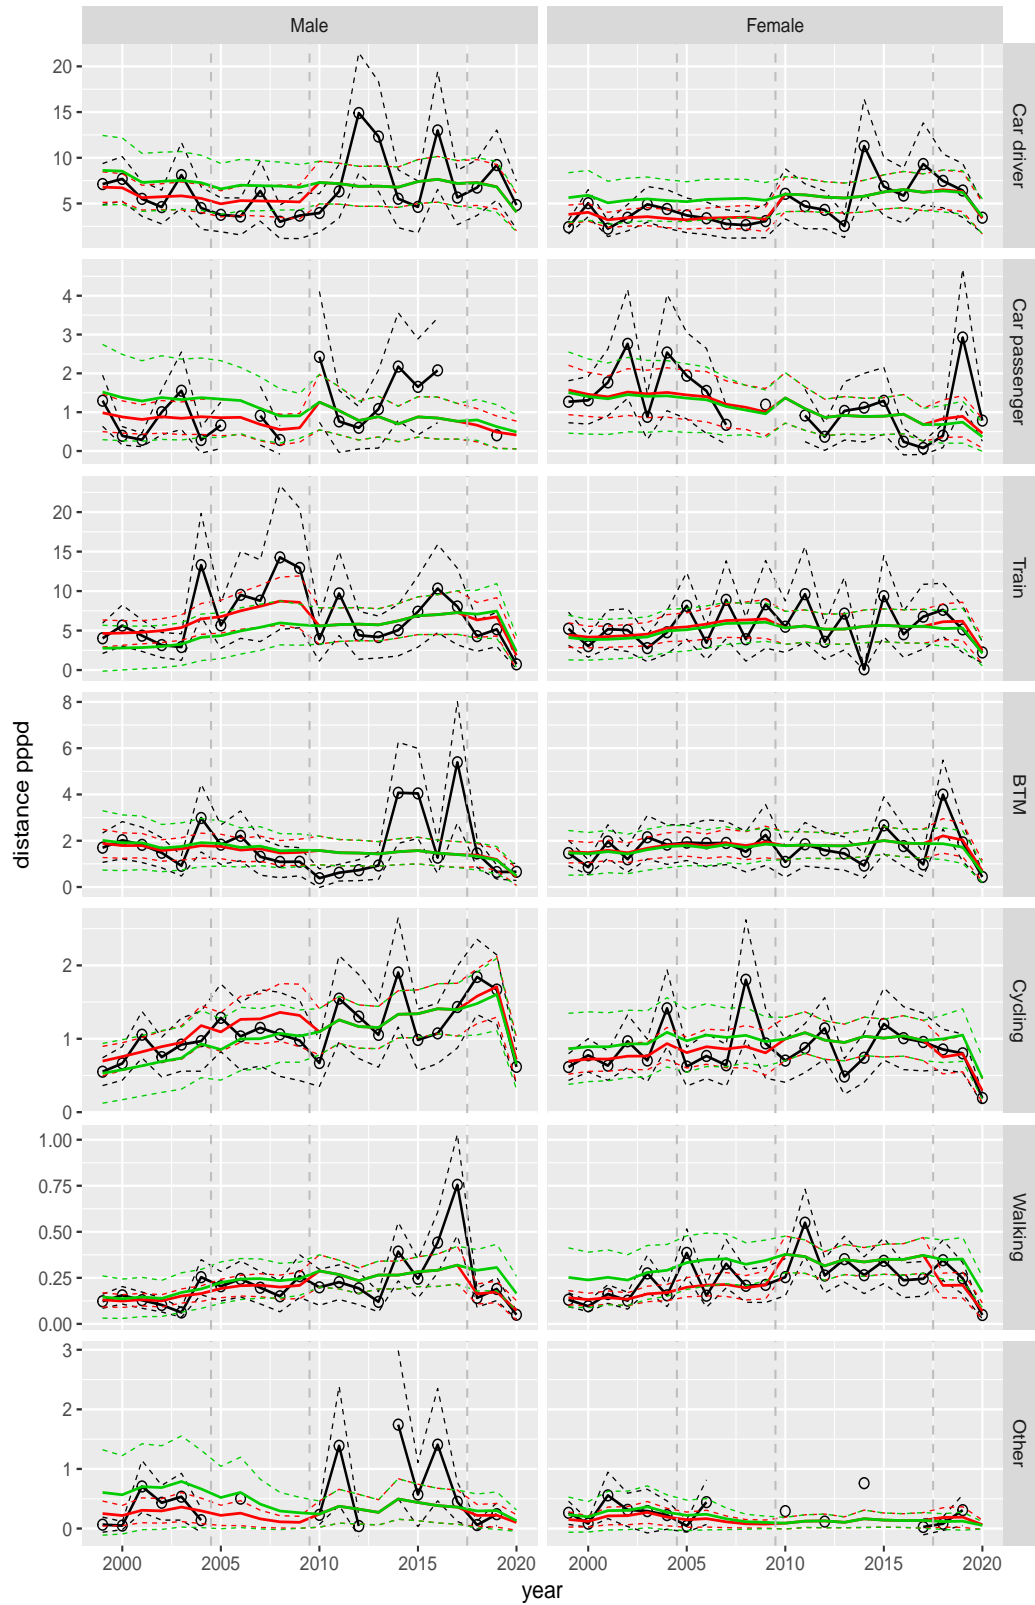 Male Female
20
15
10
5
Car driver
4
3
2
1
0
Car passenger
20
15
10
5
0
Train
8
6
4
2
0
BTM
2
1
0
Cycling
1.00
0.75
0.50
0.25
0.00
Walking
3
2
1
0
Other
2000 2005 2010 2015 2020 2000 2005 2010 2015 2020
year
distance pppd